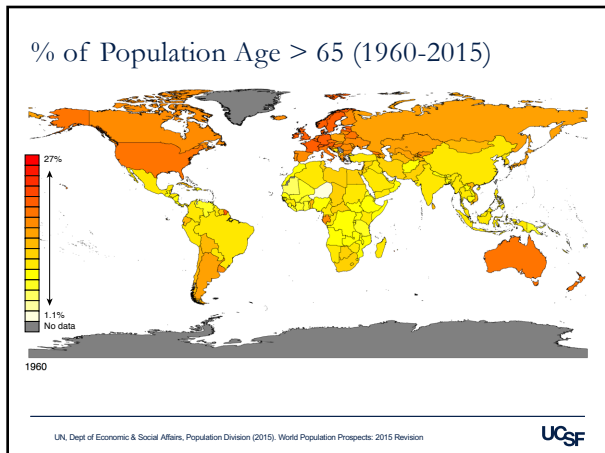 % of Population Age > 65 (1960-2015)
27%
1.1%
No data
1960
UN, Dept of Economic & Social Affairs, Population Division (2015). World Population Prospects: 2015 Revision
UCSF